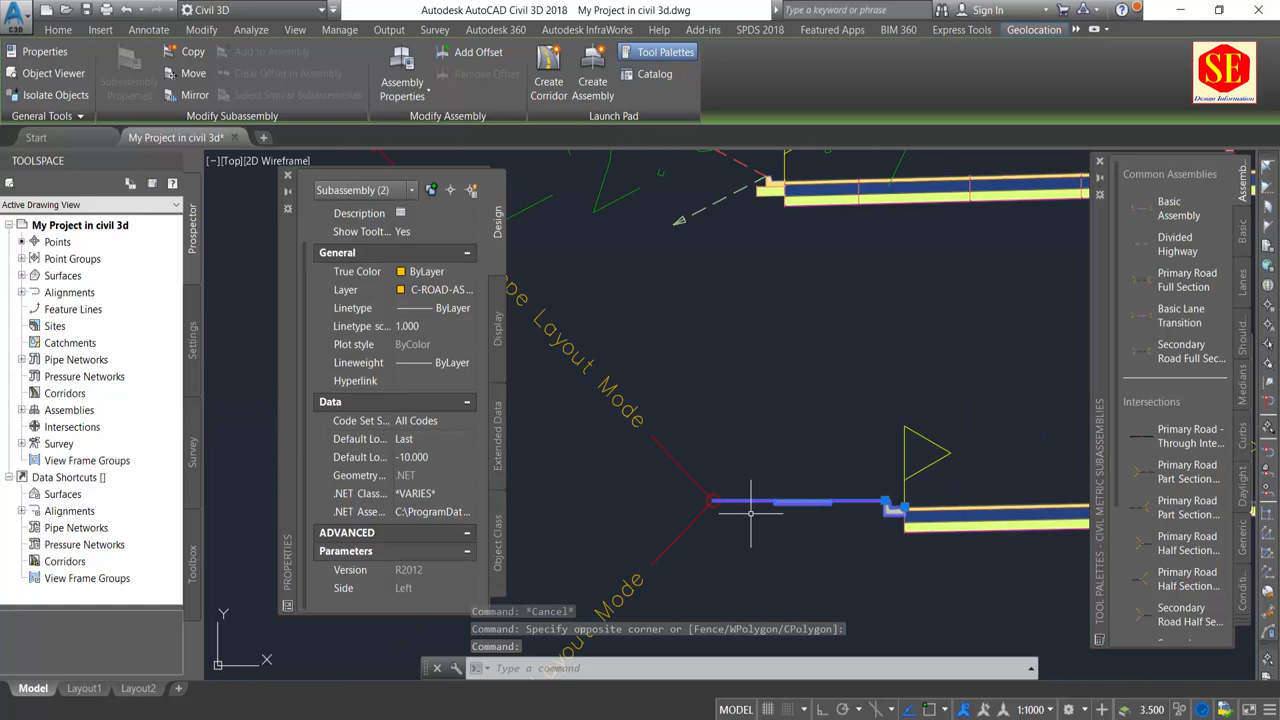 C3D
Civil 3D
Autodesk AutoCAD Civil 3D 2018 My Project in civil 3d.dwg
Type a keyword or phrase
Sign In
Home Insert Annotate Modify Analyze View Manage Output Survey Autodesk 360 Autodesk InfraWorks Help Add-ins SPDS 2018 Featured Apps BIM 360 Express Tools Geolocation
Properties
Object Viewer
Isolate Objects
General Tools
Subassembly Properties
Copy
Move
Mirror
Add to Assembly
Clear Offset in Assembly
Select Similar Subassemblies
Modify Subassembly
Assembly Properties
Add Offset
Remove Offset
Modify Assembly
Create Corridor
Create Assembly
Tool Palettes
Catalog
Launch Pad
SE
Design Information
Start
My Project in civil 3d*
TOOLSPACE
Active Drawing View
My Project in civil 3d
Points
Point Groups
Surfaces
Alignments
Feature Lines
Sites
Catchments
Pipe Networks
Pressure Networks
Corridors
Assemblies
Intersections
Survey
View Frame Groups
Data Shortcuts []
Surfaces
Alignments
Pipe Networks
Pressure Networks
Corridors
View Frame Groups
Prospector
Settings
Survey
Toolbox
[−][Top][2D Wireframe]
Subassembly (2)
Description
Show Toolt... Yes
General
True Color ByLayer
Layer C-ROAD-AS...
Linetype ByLayer
Linetype sc... 1.000
Plot style ByColor
Lineweight ByLayer
Hyperlink
Data
Code Set S... All Codes
Default Lo... Last
Default Lo... -10.000
Geometry... .NET
.NET Class... *VARIES*
.NET Asse... C:\ProgramDat...
ADVANCED
Parameters
Version R2012
Side Left
PROPERTIES
Design
Display
Extended Data
Object Class
Layout Mode
Layout Mode
Common Assemblies
Basic Assembly
Divided Highway
Primary Road Full Section
Basic Lane Transition
Secondary Road Full Sec...
Intersections
Primary Road - Through Inte...
Primary Road Part Section...
Primary Road Part Section...
Primary Road Half Section...
Primary Road Half Section...
Secondary Road Half Se...
TOOL PALETTES - CIVIL METRIC SUBASSEMBLIES
Assemb...
Basic
Lanes
Should...
Medians
Curbs
Daylight
Generic
Conditi...
Command: *Cancel*
Command: Specify opposite corner or [Fence/WPolygon/CPolygon]:
Command:
Type a command
Y
X
Model Layout1 Layout2
MODEL
1:1000
3.500